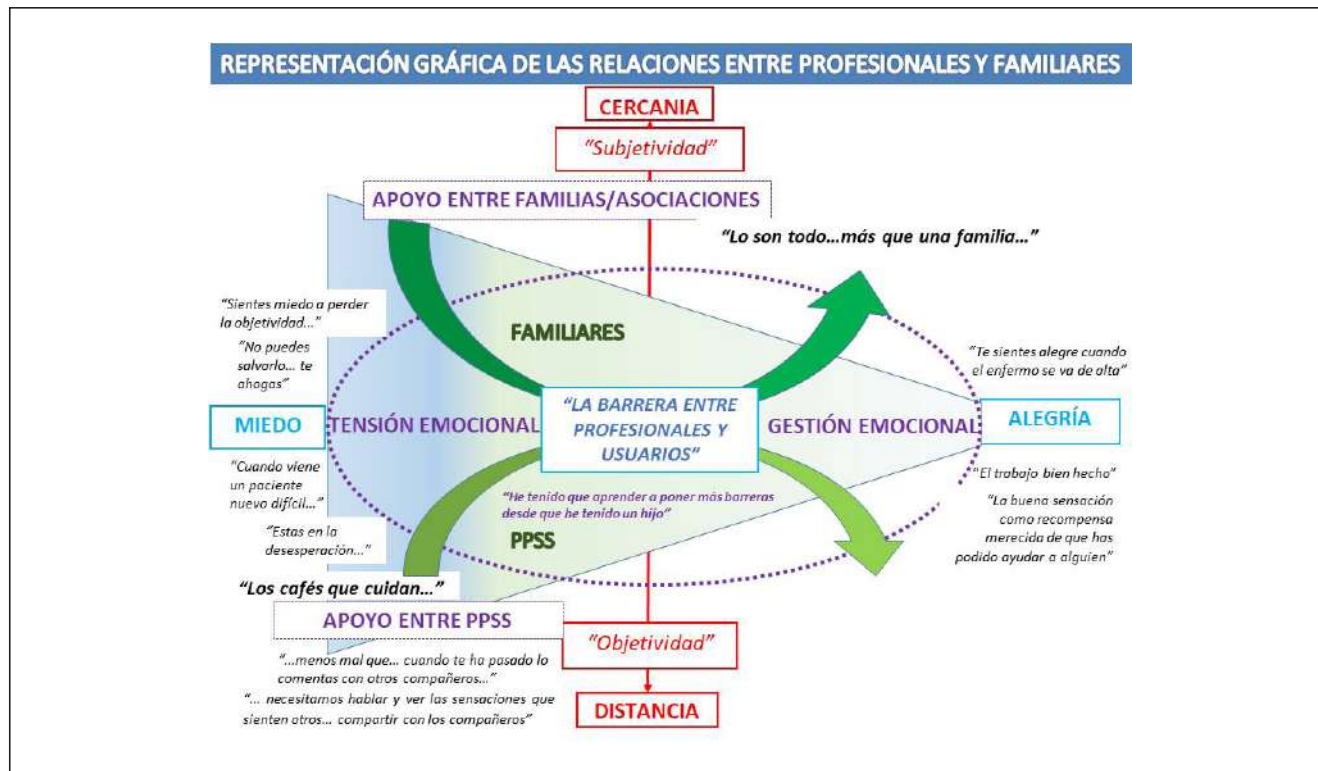 REPRESENTACIÓN GRÁFICA DE LAS RELACIONES ENTRE PROFESIONALES Y FAMILIARES
CERCANIA
"Subjetividad"
APOYO ENTRE FAMILIAS/ASOCIACIONES
"Lo son todo...más que una familia..."
"Sientes miedo a perder
la objetividad..."
"No puedes
salvarlo... te
ahogas"
FAMILIARES
"Te sientes alegre cuando
el enfermo se va de alta"
MIEDO
TENSIÓN EMOCIONAL
"LA BARRERA ENTRE
PROFESIONALES Y
USUARIOS"
GESTIÓN EMOCIONAL
ALEGRÍA
"Cuando viene
un paciente
nuevo difícil..."
"Estas en la
desesperación..."
"He tenido que aprender a poner más barreras
desde que he tenido un hijo"
PPSS
"El trabajo bien hecho"
"La buena sensación
como recompensa
merecida de que has
podido ayudar a alguien"
"Los cafés que cuidan..."
APOYO ENTRE PPSS
"Objetividad"
"...menos mal que... cuando te ha pasado lo
comentas con otros compañeros..."
"... necesitamos hablar y ver las sensaciones que
sienten otros... compartir con los compañeros"
DISTANCIA